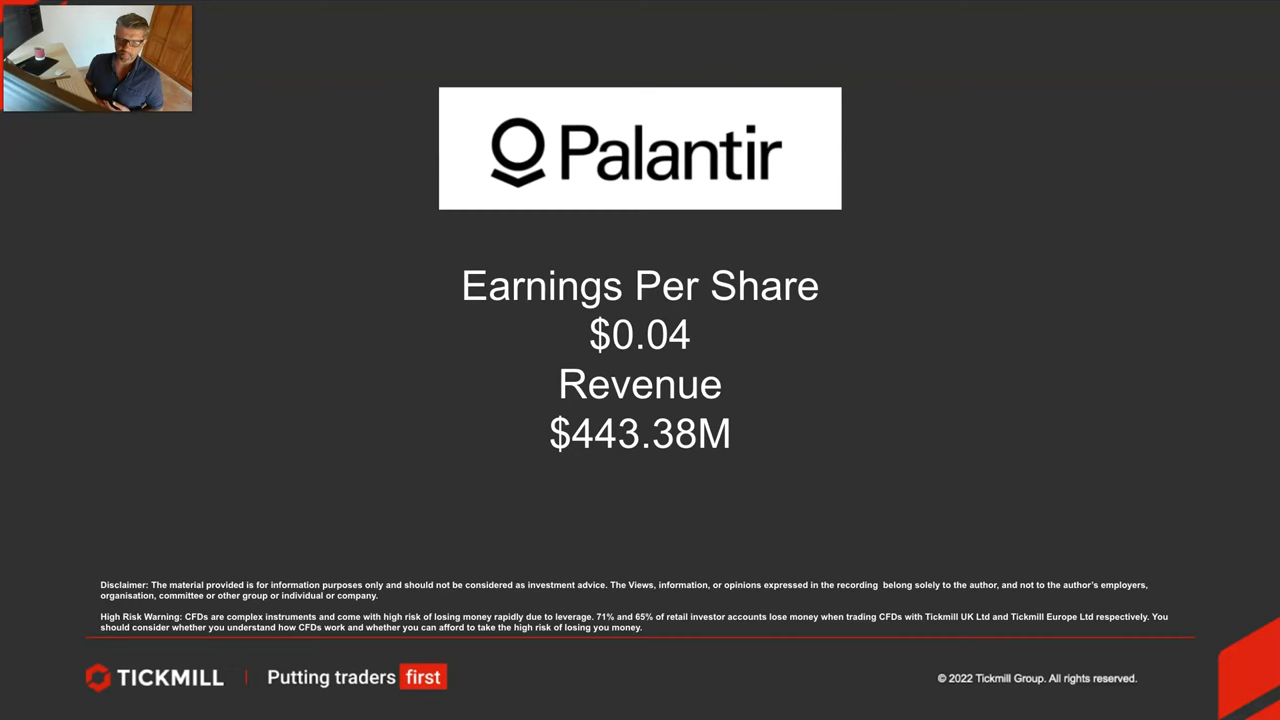 Palantir
Earnings Per Share
$0.04
Revenue
$443.38M
Disclaimer: The material provided is for information purposes only and should not be considered as investment advice. The Views, information, or opinions expressed in the recording  belong solely to the author, and not to the author's employers,
organisation, committee or other group or individual or company.
High Risk Warning: CFDs are complex instruments and come with high risk of losing money rapidly due to leverage. 71% and 65% of retail investor accounts lose money when trading CFDs with Tickmill UK Ltd and Tickmill Europe Ltd respectively. You
should consider whether you understand how CFDs work and whether you can afford to take the high risk of losing you money.
TICKMILL | Putting traders first
© 2022 Tickmill Group. All rights reserved.